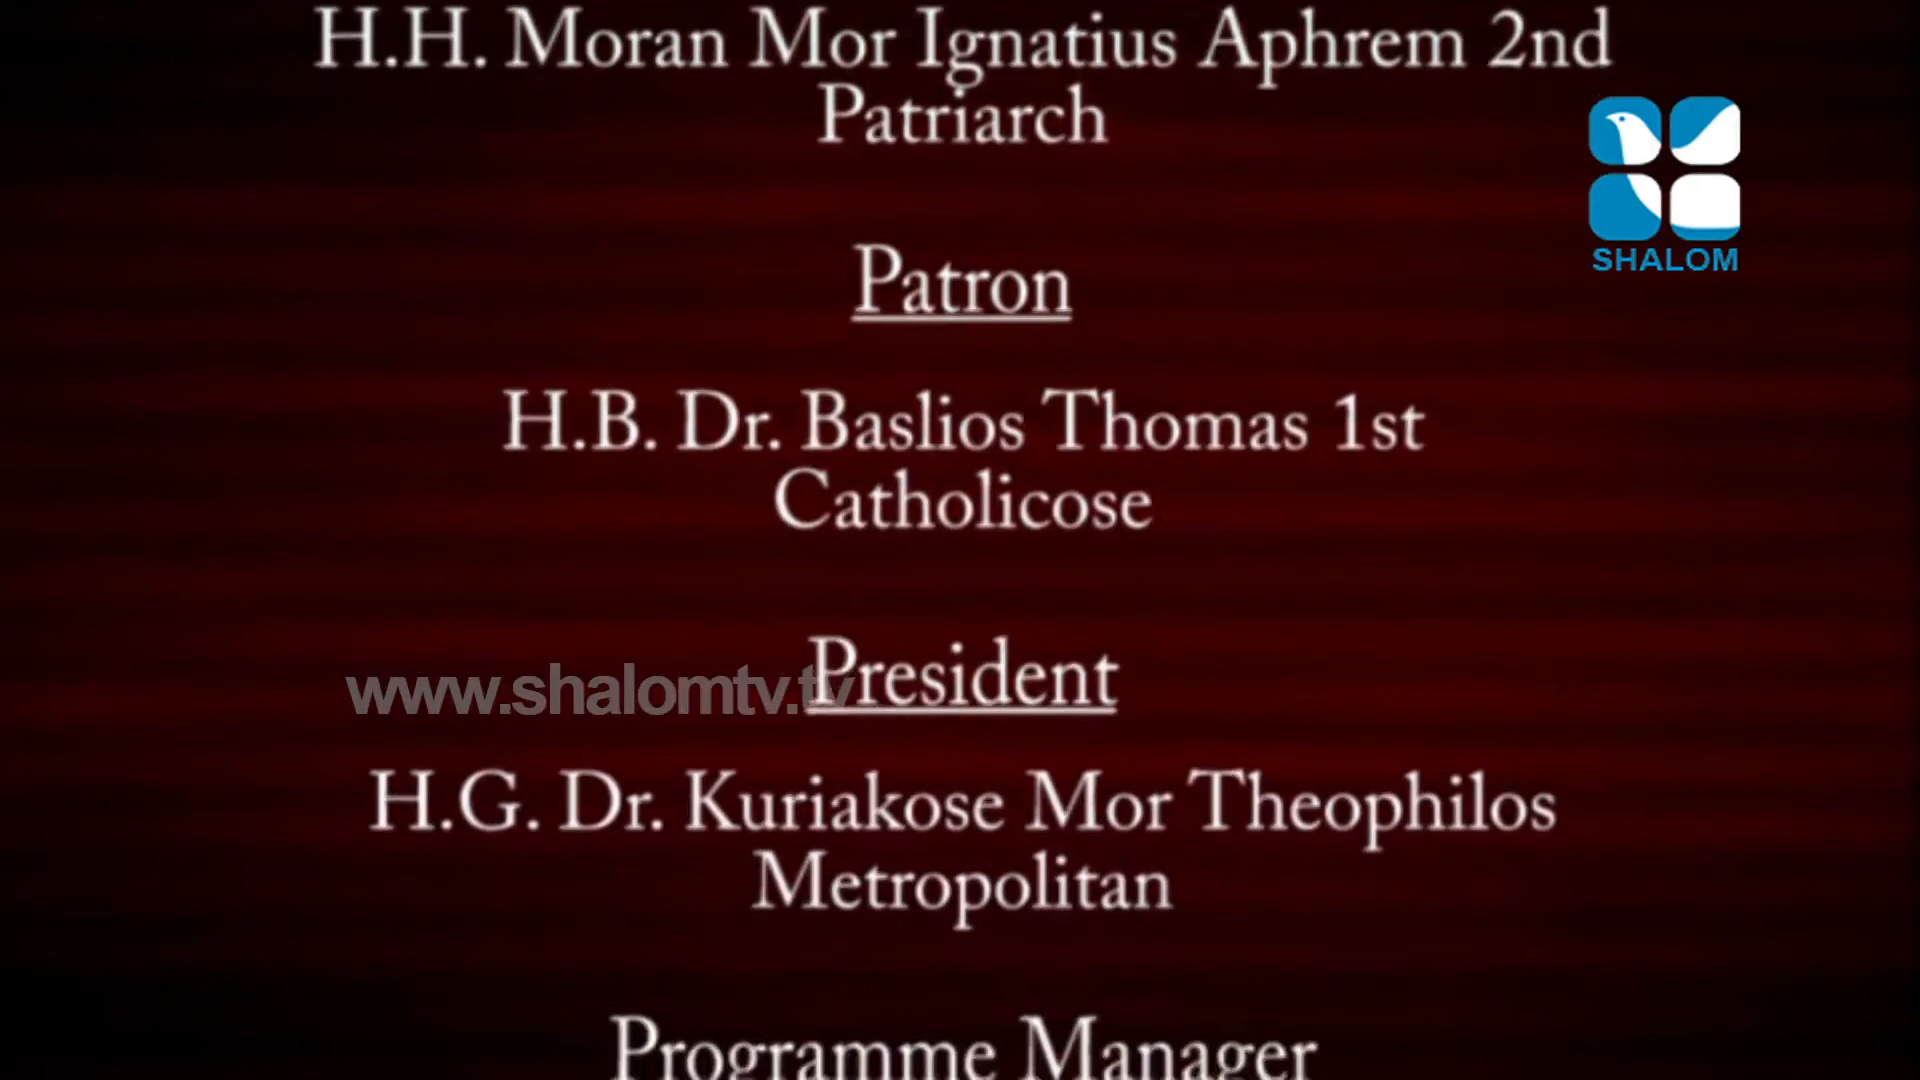 H.H. Moran Mor Ignatius Aphrem 2nd
Patriarch
SHALOM
Patron
H.B. Dr. Baslios Thomas 1st
Catholicose
President
www.shalomtv.tv
H.G. Dr. Kuriakose Mor Theophilos
Metropolitan
Programme Manager